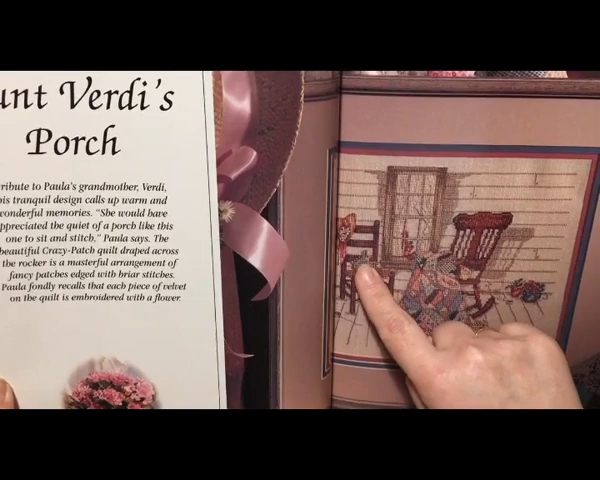 unt Verdi's
Porch
ribute to Paula's grandmother, Verdi,
his tranquil design calls up warm and
wonderful memories. "She would have
ppreciated the quiet of a porch like this
one to sit and stitch," Paula says. The
beautiful Crazy-Patch quilt draped across
the rocker is a masterful arrangement of
fancy patches edged with briar stitches.
Paula fondly recalls that each piece of velvet
on the quilt is embroidered with a flower.